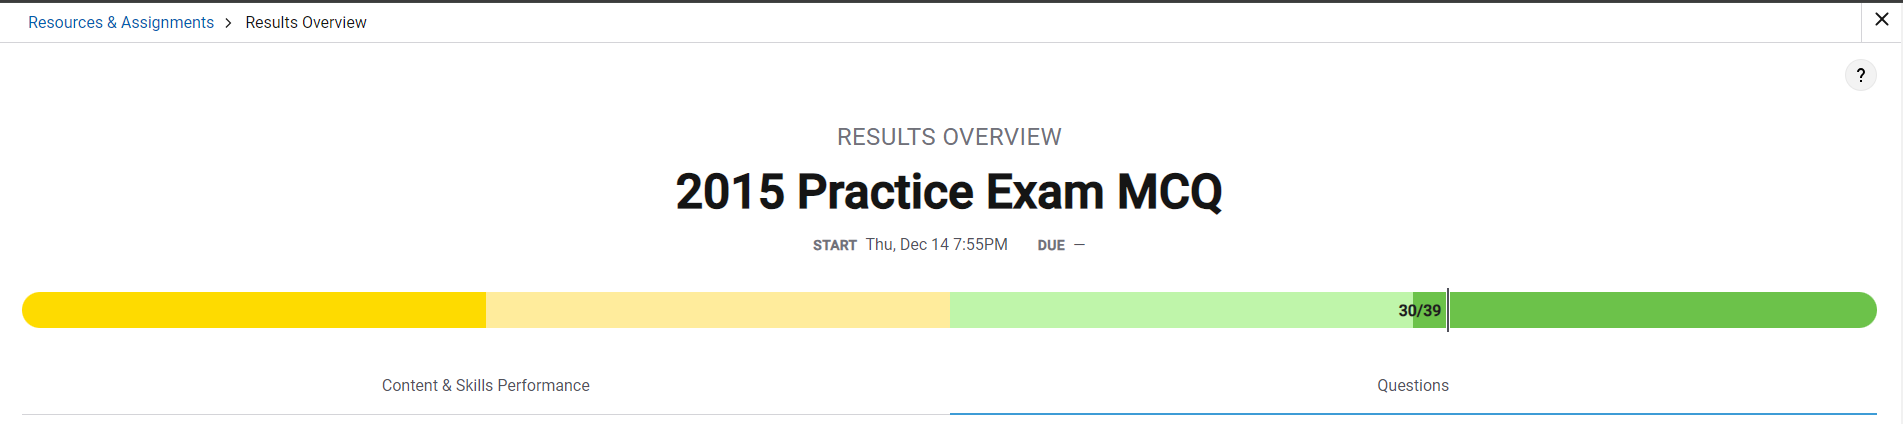 Resources & Assignments > Results Overview
?
RESULTS OVERVIEW
2015 Practice Exam MCQ
START Thu, Dec 14 7:55PM DUE —
30/39
Content & Skills Performance Questions